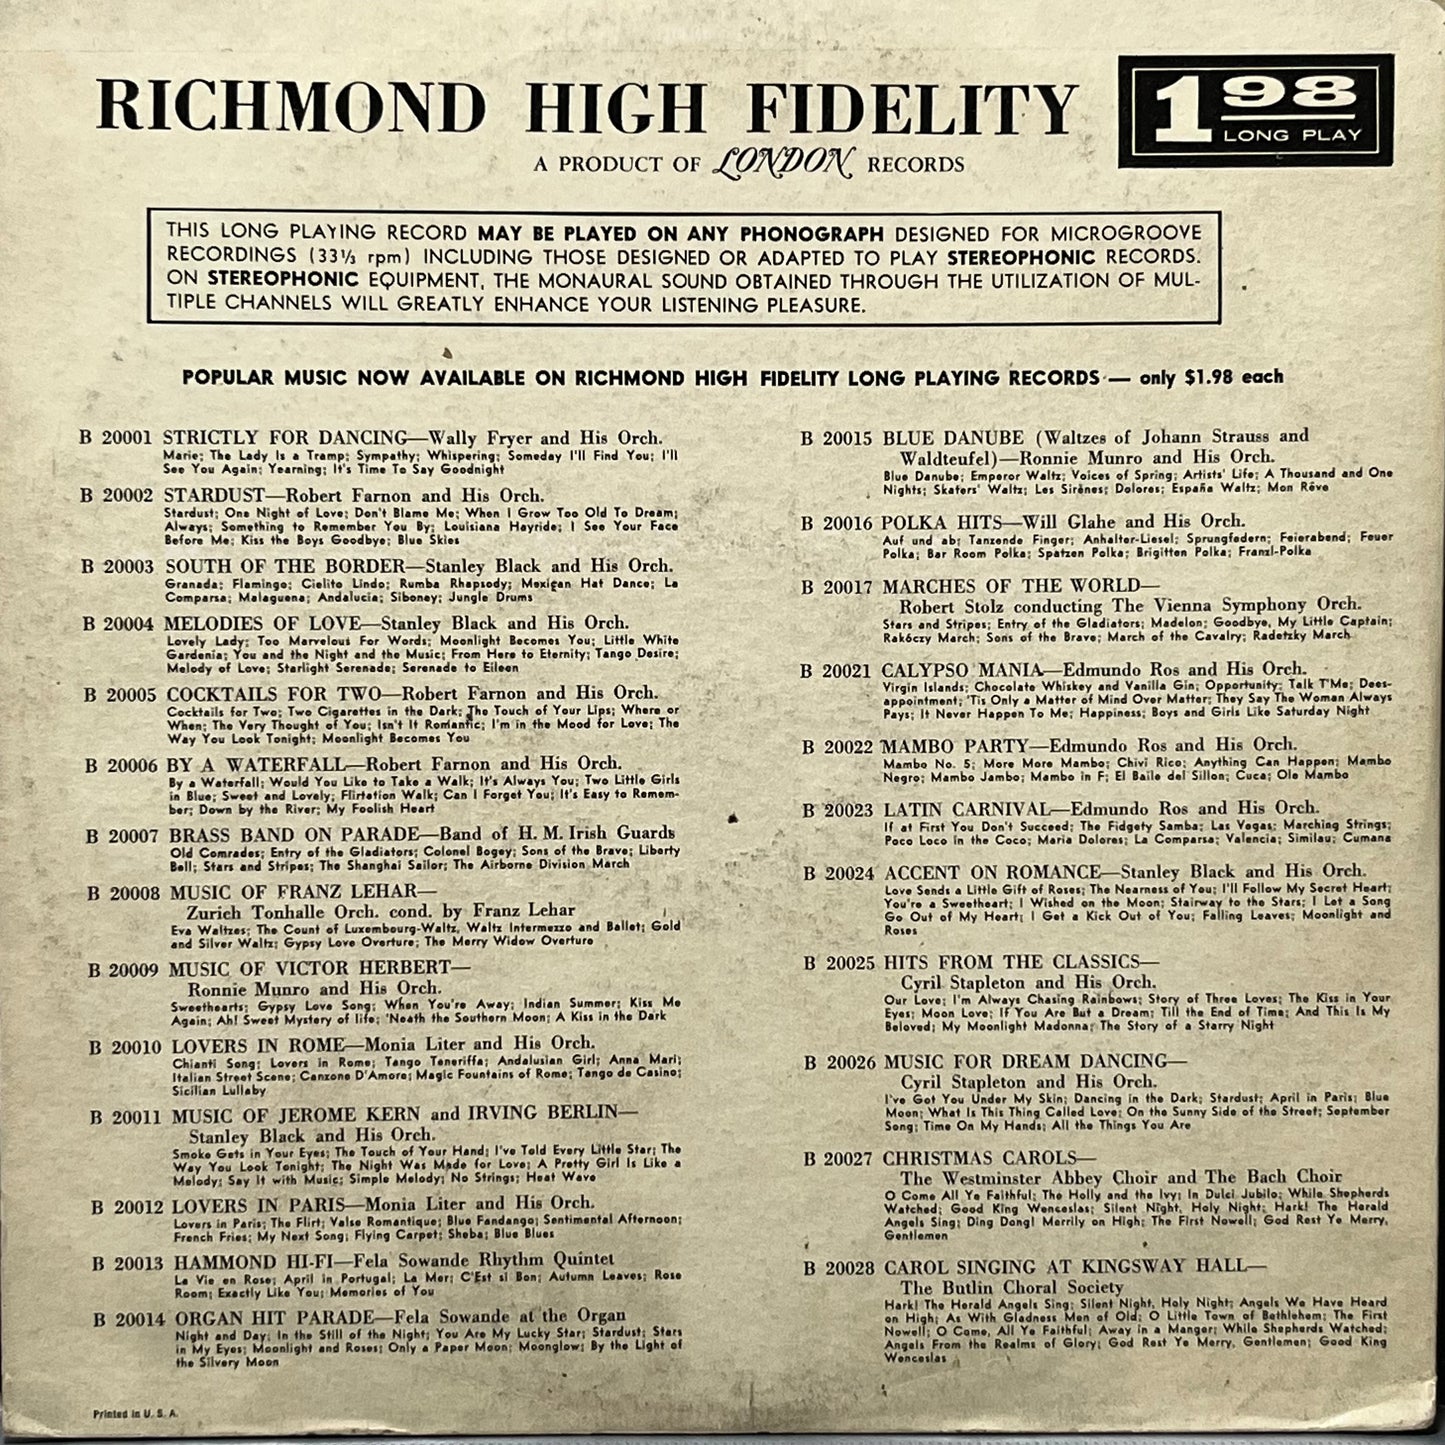 RICHMOND HIGH FIDELITY
A PRODUCT OF LONDON RECORDS
1 98
LONG PLAY
THIS LONG PLAYING RECORD MAY BE PLAYED ON ANY PHONOGRAPH DESIGNED FOR MICROGROOVE
RECORDINGS (33⅓ rpm) INCLUDING THOSE DESIGNED OR ADAPTED TO PLAY STEREOPHONIC RECORDS.
ON STEREOPHONIC EQUIPMENT, THE MONAURAL SOUND OBTAINED THROUGH THE UTILIZATION OF MUL-
TIPLE CHANNELS WILL GREATLY ENHANCE YOUR LISTENING PLEASURE.
POPULAR MUSIC NOW AVAILABLE ON RICHMOND HIGH FIDELITY LONG PLAYING RECORDS — only $1.98 each
B 20001 STRICTLY FOR DANCING—Wally Fryer and His Orch.
Marie; The Lady Is a Tramp; Sympathy; Whispering; Someday I'll Find You; I'll
See You Again; Yearning; It's Time To Say Goodnight
B 20002 STARDUST—Robert Farnon and His Orch.
Stardust; One Night of Love; Don't Blame Me; When I Grow Too Old To Dream;
Always; Something to Remember You By; Louisiana Hayride; I See Your Face
Before Me; Kiss the Boys Goodbye; Blue Skies
B 20003 SOUTH OF THE BORDER—Stanley Black and His Orch.
Granada; Flamingo; Cielito Lindo; Rumba Rhapsody; Mexican Hat Dance; La
Comparsa; Malaguena; Andalucia; Siboney; Jungle Drums
B 20004 MELODIES OF LOVE—Stanley Black and His Orch.
Lovely Lady; Too Marvelous For Words; Moonlight Becomes You; Little White
Gardenia; You and the Night and the Music; From Here to Eternity; Tango Desire;
Melody of Love; Starlight Serenade; Serenade to Eileen
B 20005 COCKTAILS FOR TWO—Robert Farnon and His Orch.
Cocktails for Two; Two Cigarettes in the Dark; The Touch of Your Lips; Where or
When; The Very Thought of You; Isn't It Romantic; I'm in the Mood for Love; The
Way You Look Tonight; Moonlight Becomes You
B 20006 BY A WATERFALL—Robert Farnon and His Orch.
By a Waterfall; Would You Like to Take a Walk; It's Always You; Two Little Girls
in Blue; Sweet and Lovely; Flirtation Walk; Can I Forget You; It's Easy to Remem-
ber; Down by the River; My Foolish Heart
B 20007 BRASS BAND ON PARADE—Band of H. M. Irish Guards
Old Comrades; Entry of the Gladiators; Colonel Bogey; Sons of the Brave; Liberty
Bell; Stars and Stripes; The Shanghai Sailor; The Airborne Division March
B 20008 MUSIC OF FRANZ LEHAR—
Zurich Tonhalle Orch. cond. by Franz Lehar
Eva Waltzes; The Count of Luxembourg-Waltz, Waltz Intermezzo and Ballet; Gold
and Silver Waltz; Gypsy Love Overture; The Merry Widow Overture
B 20009 MUSIC OF VICTOR HERBERT—
Ronnie Munro and His Orch.
Sweethearts; Gypsy Love Song; When You're Away; Indian Summer; Kiss Me
Again; Ah! Sweet Mystery of life; 'Neath the Southern Moon; A Kiss in the Dark
B 20010 LOVERS IN ROME—Monia Liter and His Orch.
Chianti Song; Lovers in Rome; Tango Teneriffa; Andalusian Girl; Anna Mari;
Italian Street Scene; Canzone D'Amore; Magic Fountains of Rome; Tango de Casino;
Sicilian Lullaby
B 20011 MUSIC OF JEROME KERN and IRVING BERLIN—
Stanley Black and His Orch.
Smoke Gets in Your Eyes; The Touch of Your Hand; I've Told Every Little Star; The
Way You Look Tonight; The Night Was Made for Love; A Pretty Girl Is Like a
Melody; Say It with Music; Simple Melody; No Strings; Heat Wave
B 20012 LOVERS IN PARIS—Monia Liter and His Orch.
Lovers in Paris; The Flirt; Valse Romantique; Blue Fandango; Sentimental Afternoon;
French Fries; My Next Song; Flying Carpet; Sheba; Blue Blues
B 20013 HAMMOND HI-FI—Fela Sowande Rhythm Quintet
La Vie en Rose; April in Portugal; La Mer; C'Est si Bon; Autumn Leaves; Rose
Room; Exactly Like You; Memories of You
B 20014 ORGAN HIT PARADE—Fela Sowande at the Organ
Night and Day; In the Still of the Night; You Are My Lucky Star; Stardust; Stars
in My Eyes; Moonlight and Roses; Only a Paper Moon; Moonglow; By the Light of
the Silvery Moon
B 20015 BLUE DANUBE (Waltzes of Johann Strauss and
Waldteufel)—Ronnie Munro and His Orch.
Blue Danube; Emperor Waltz; Voices of Spring; Artists' Life; A Thousand and One
Nights; Skaters' Waltz; Les Sirènes; Dolores; España Waltz; Mon Rêve
B 20016 POLKA HITS—Will Glahe and His Orch.
Auf und ab; Tanzende Finger; Anhalter-Liesel; Sprungfedern; Feierabend; Feuer
Polka; Bar Room Polka; Spatzen Polka; Brigitten Polka; Franzl-Polka
B 20017 MARCHES OF THE WORLD—
Robert Stolz conducting The Vienna Symphony Orch.
Stars and Stripes; Entry of the Gladiators; Madelon; Goodbye, My Little Captain;
Rakóczy March; Sons of the Brave; March of the Cavalry; Radetzky March
B 20021 CALYPSO MANIA—Edmundo Ros and His Orch.
Virgin Islands; Chocolate Whiskey and Vanilla Gin; Opportunity; Talk T'Me; Dees-
appointment; 'Tis Only a Matter of Mind Over Matter; They Say The Woman Always
Pays; It Never Happen To Me; Happiness; Boys and Girls Like Saturday Night
B 20022 MAMBO PARTY—Edmundo Ros and His Orch.
Mambo No. 5; More More Mambo; Chivi Rico; Anything Can Happen; Mambo
Negro; Mambo Jambo; Mambo in F; El Baile del Sillon; Cuca; Ole Mambo
B 20023 LATIN CARNIVAL—Edmundo Ros and His Orch.
If at First You Don't Succeed; The Fidgety Samba; Las Vegas; Marching Strings;
Poco Loco in the Coco; Maria Dolores; La Comparsa; Valencia; Similau; Cumana
B 20024 ACCENT ON ROMANCE—Stanley Black and His Orch.
Love Sends a Little Gift of Roses; The Nearness of You; I'll Follow My Secret Heart;
You're a Sweetheart; I Wished on the Moon; Stairway to the Stars; I Let a Song
Go Out of My Heart; I Get a Kick Out of You; Falling Leaves; Moonlight and
Roses
B 20025 HITS FROM THE CLASSICS—
Cyril Stapleton and His Orch.
Our Love; I'm Always Chasing Rainbows; Story of Three Loves; The Kiss in Your
Eyes; Moon Love; If You Are But a Dream; Till the End of Time; And This Is My
Beloved; My Moonlight Madonna; The Story of a Starry Night
B 20026 MUSIC FOR DREAM DANCING—
Cyril Stapleton and His Orch.
I've Got You Under My Skin; Dancing in the Dark; Stardust; April in Paris; Blue
Moon; What Is This Thing Called Love; On the Sunny Side of the Street; September
Song; Time On My Hands; All the Things You Are
B 20027 CHRISTMAS CAROLS—
The Westminster Abbey Choir and The Bach Choir
O Come All Ye Faithful; The Holly and the Ivy; In Dulci Jubilo; While Shepherds
Watched; Good King Wenceslas; Silent Night, Holy Night; Hark! The Herald
Angels Sing; Ding Dong! Merrily on High; The First Nowell; God Rest Ye Merry,
Gentlemen
B 20028 CAROL SINGING AT KINGSWAY HALL—
The Butlin Choral Society
Hark! The Herald Angels Sing; Silent Night, Holy Night; Angels We Have Heard
on High; As With Gladness Men of Old; O Little Town of Bethlehem; The First
Nowell; O Come, All Ye Faithful; Away in a Manger; While Shepherds Watched;
Angels From the Realms of Glory; God Rest Ye Merry, Gentlemen; Good King
Wenceslas
Printed in U. S. A.